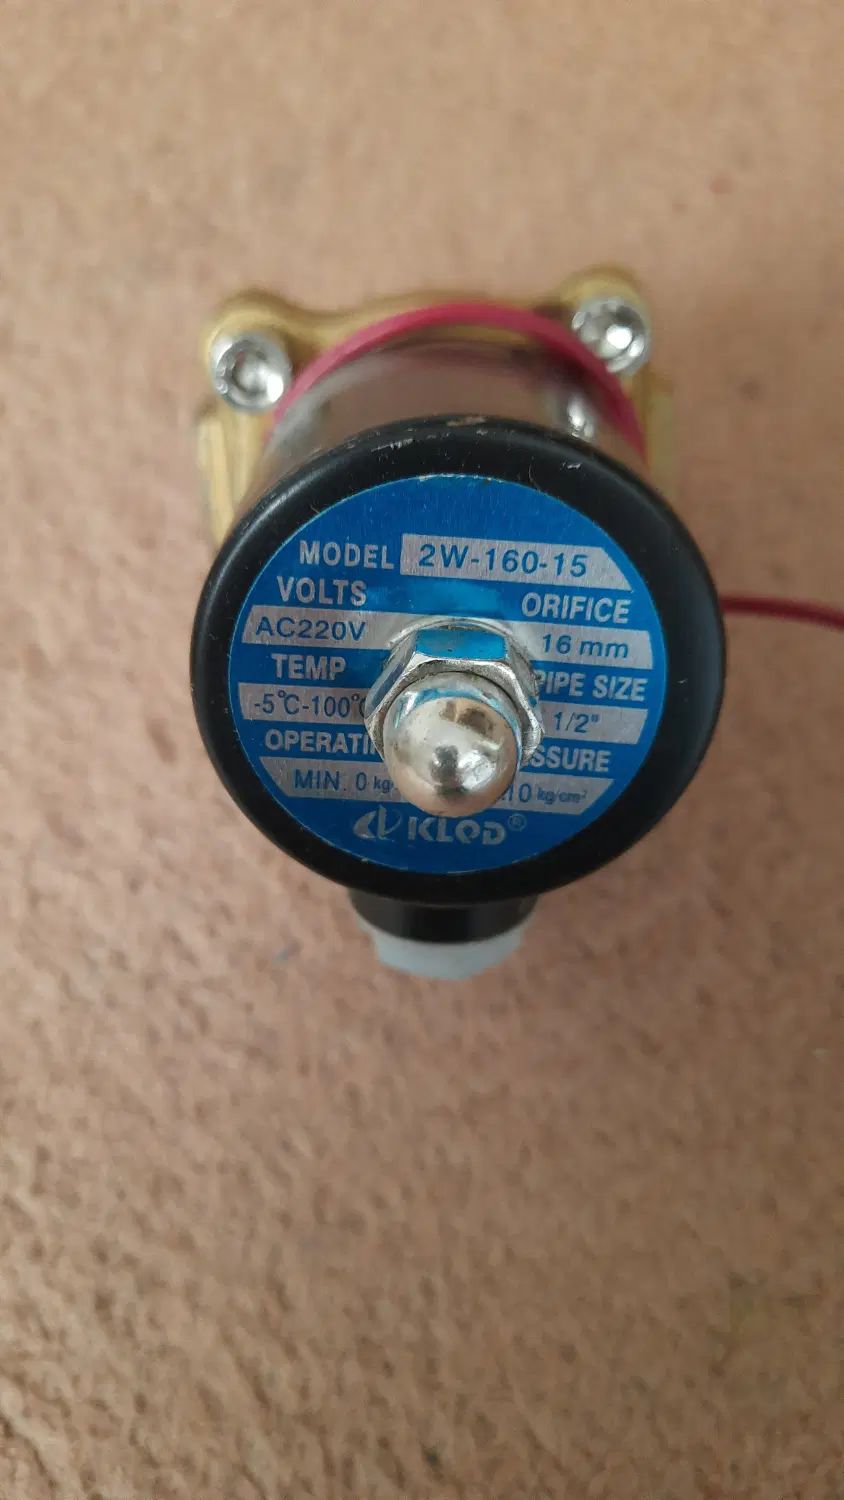 MODEL 2W-160-15
VOLTS ORIFICE
AC220V 16 mm
TEMP PIPE SIZE
-5°C-100°C 1/2"
OPERATI SSURE
MIN. 0 kg 10 kg/cm²
KLQD®